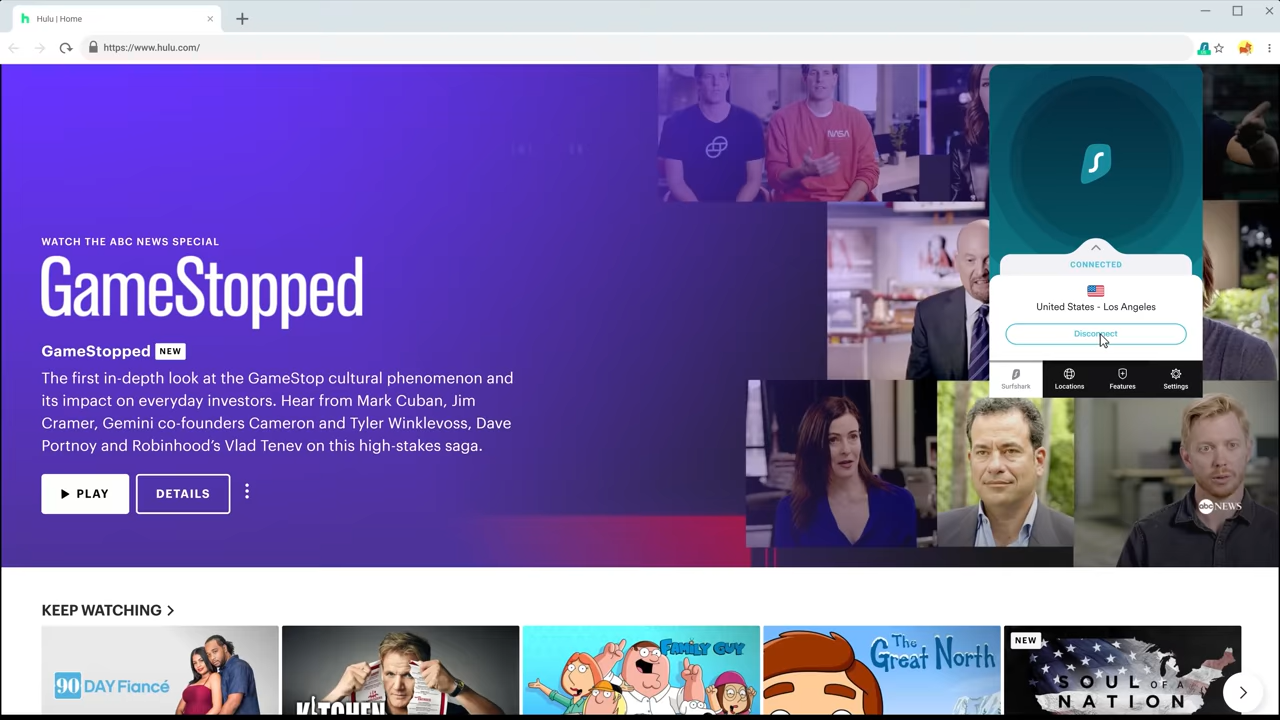 Hulu | Home
https://www.hulu.com/
NASA
WATCH THE ABC NEWS SPECIAL
GameStopped
GameStopped NEW
The first in-depth look at the GameStop cultural phenomenon and
its impact on everyday investors. Hear from Mark Cuban, Jim
Cramer, Gemini co-founders Cameron and Tyler Winklevoss, Dave
Portnoy and Robinhood's Vlad Tenev on this high-stakes saga.
PLAY
DETAILS
CONNECTED
United States - Los Angeles
Disconnect
Surfshark
Locations
Features
Settings
abc NEWS
KEEP WATCHING
90 DAY Fiancé
KITCHEN
FAMILY GUY
The
Great North
NEW
SOUL OF A
NATION